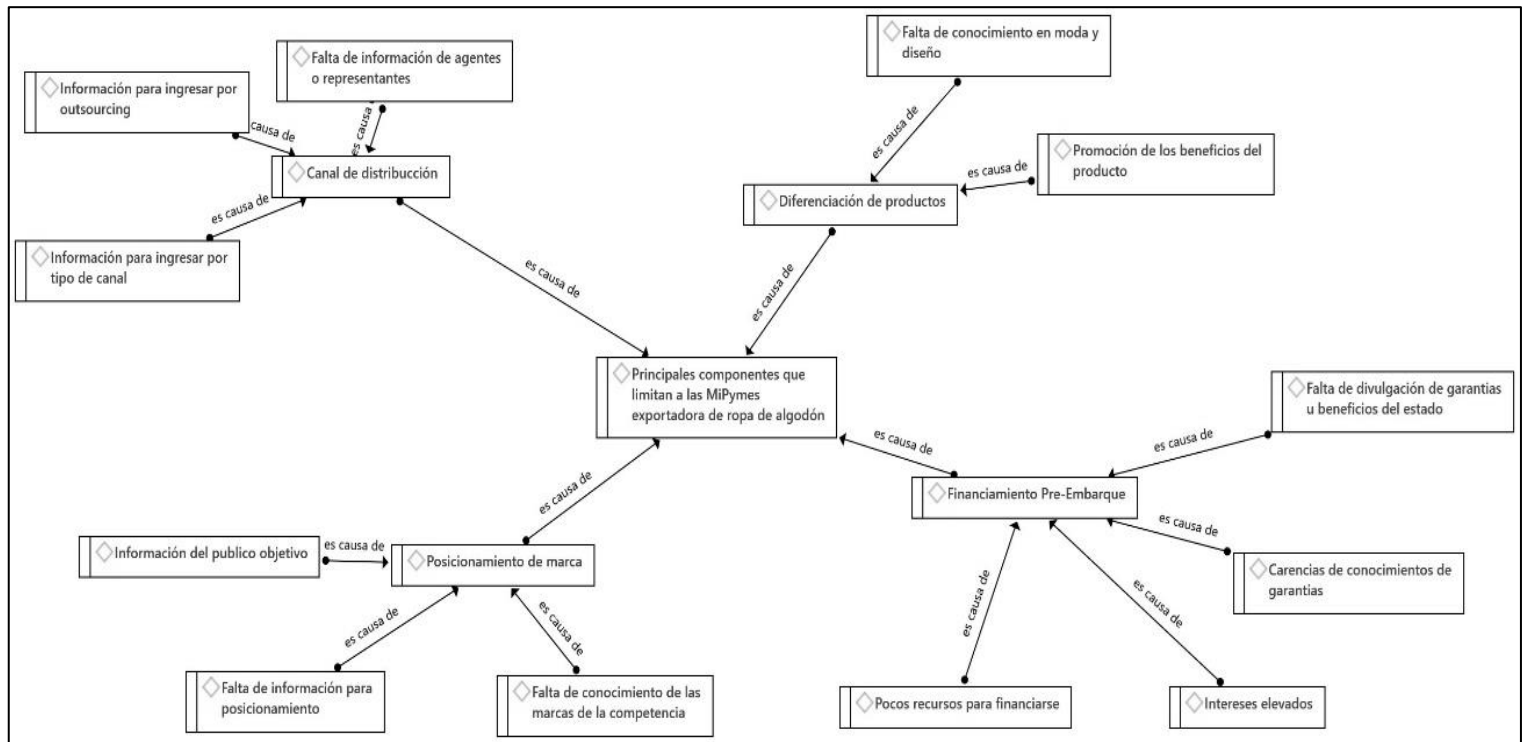 Falta de conocimiento en moda y
diseño
Falta de información de agentes
o representantes
Información para ingresar por
outsourcing
causa de
es causa
es causa de
Canal de distribucción
Promoción de los beneficios del
producto
es causa de
Diferenciación de productos
es causa de
Información para ingresar por
tipo de canal
es causa de
es causa de
Principales componentes que
limitan a las MiPymes
exportadora de ropa de algodón
Falta de divulgación de garantias
u beneficios del estado
es causa de
es causa de
es causa de
Financiamiento Pre-Embarque
es causa de
Información del publico objetivo
es causa de
Posicionamiento de marca
Carencias de conocimientos de
garantias
es causa de
es causa de
es causa de
es causa de
Falta de información para
posicionamiento
Falta de conocimiento de las
marcas de la competencia
Pocos recursos para financiarse
Intereses elevados